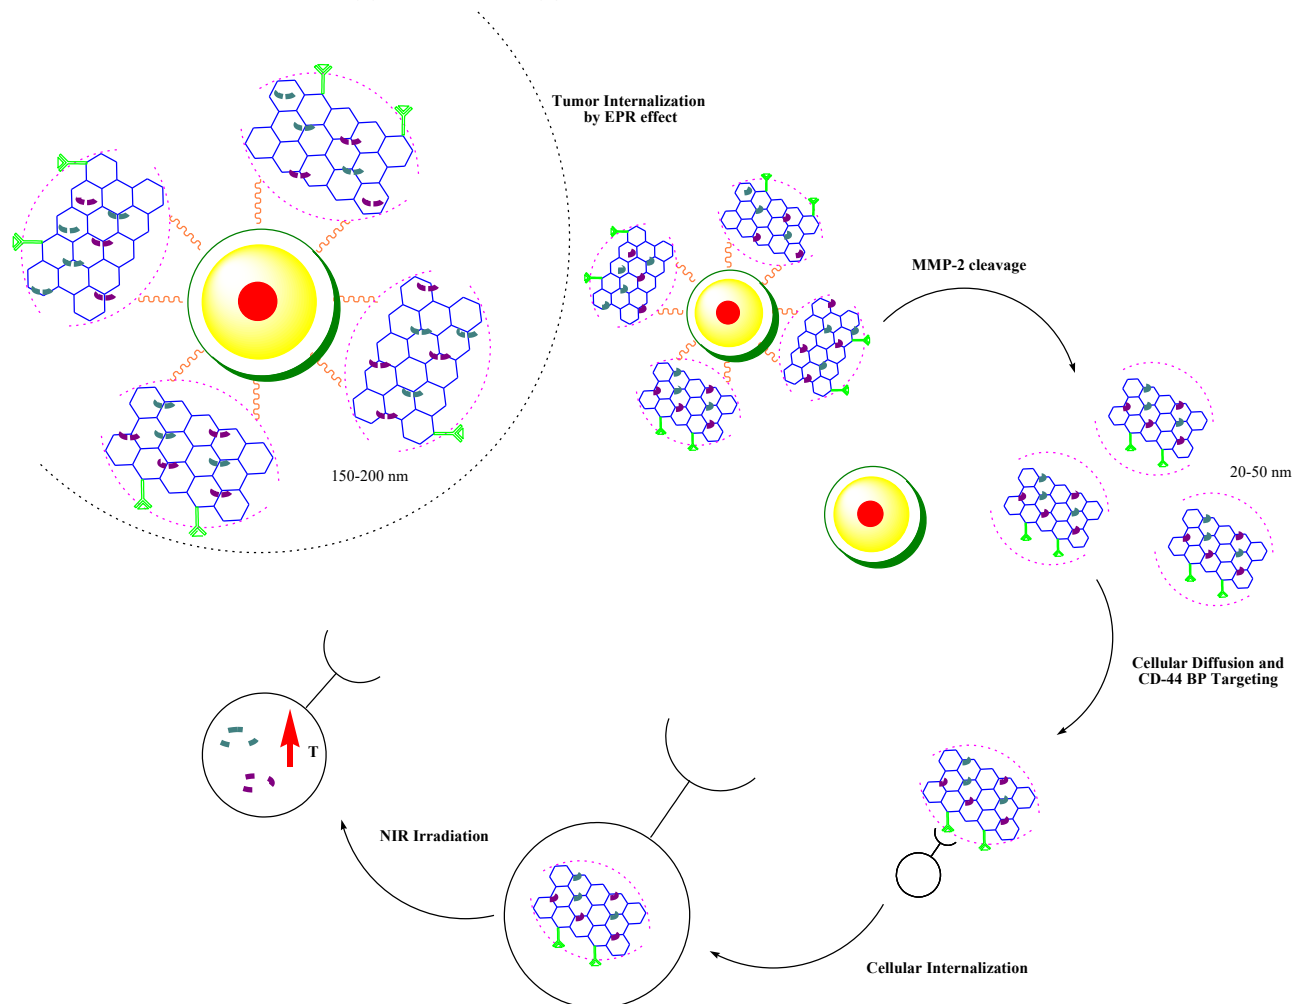 Tumor Internalization
by EPR effect
MMP-2 cleavage
150-200 nm
20-50 nm
Cellular Diffusion and
CD-44 BP Targeting
T
NIR Irradiation
Cellular Internalization